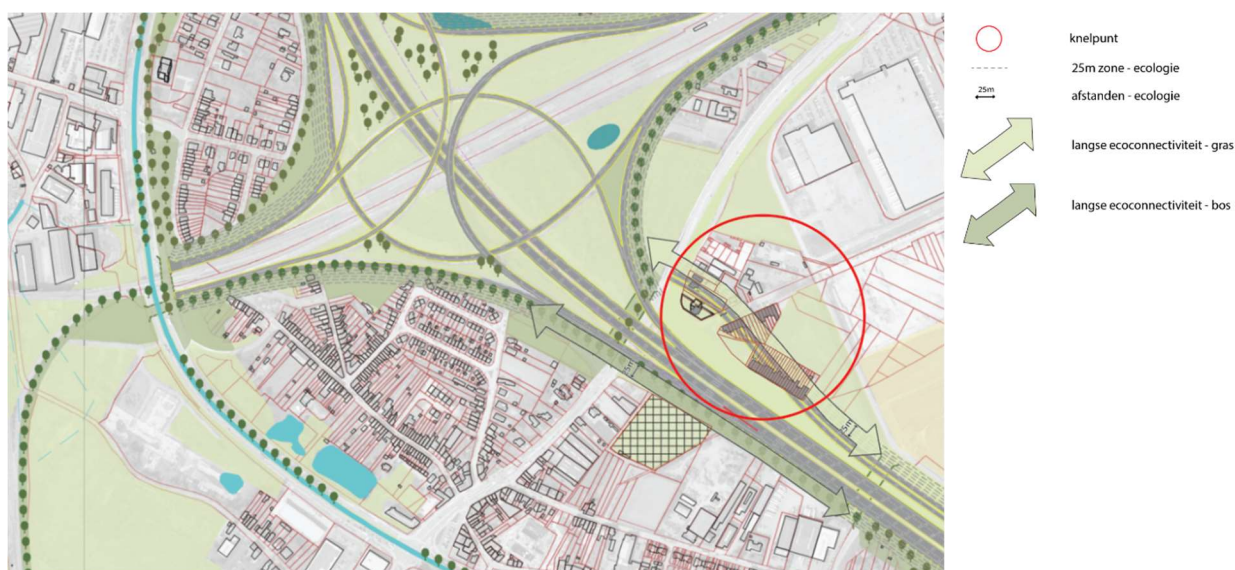 knelpunt
25m zone - ecologie
25m
afstanden - ecologie
langse ecoconnectiviteit - gras
langse ecoconnectiviteit - bos